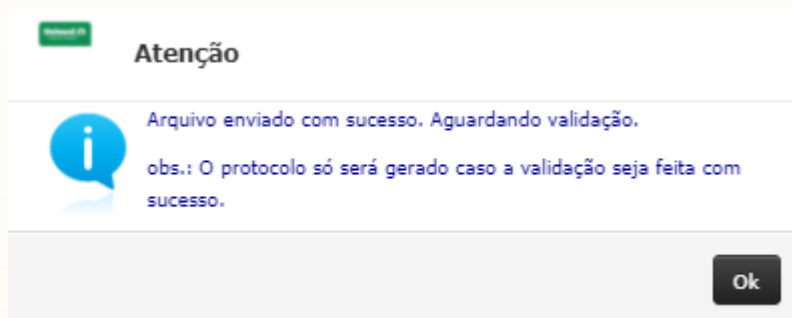 Atenção
Arquivo enviado com sucesso. Aguardando validação.
obs.: O protocolo só será gerado caso a validação seja feita com
sucesso.
Ok